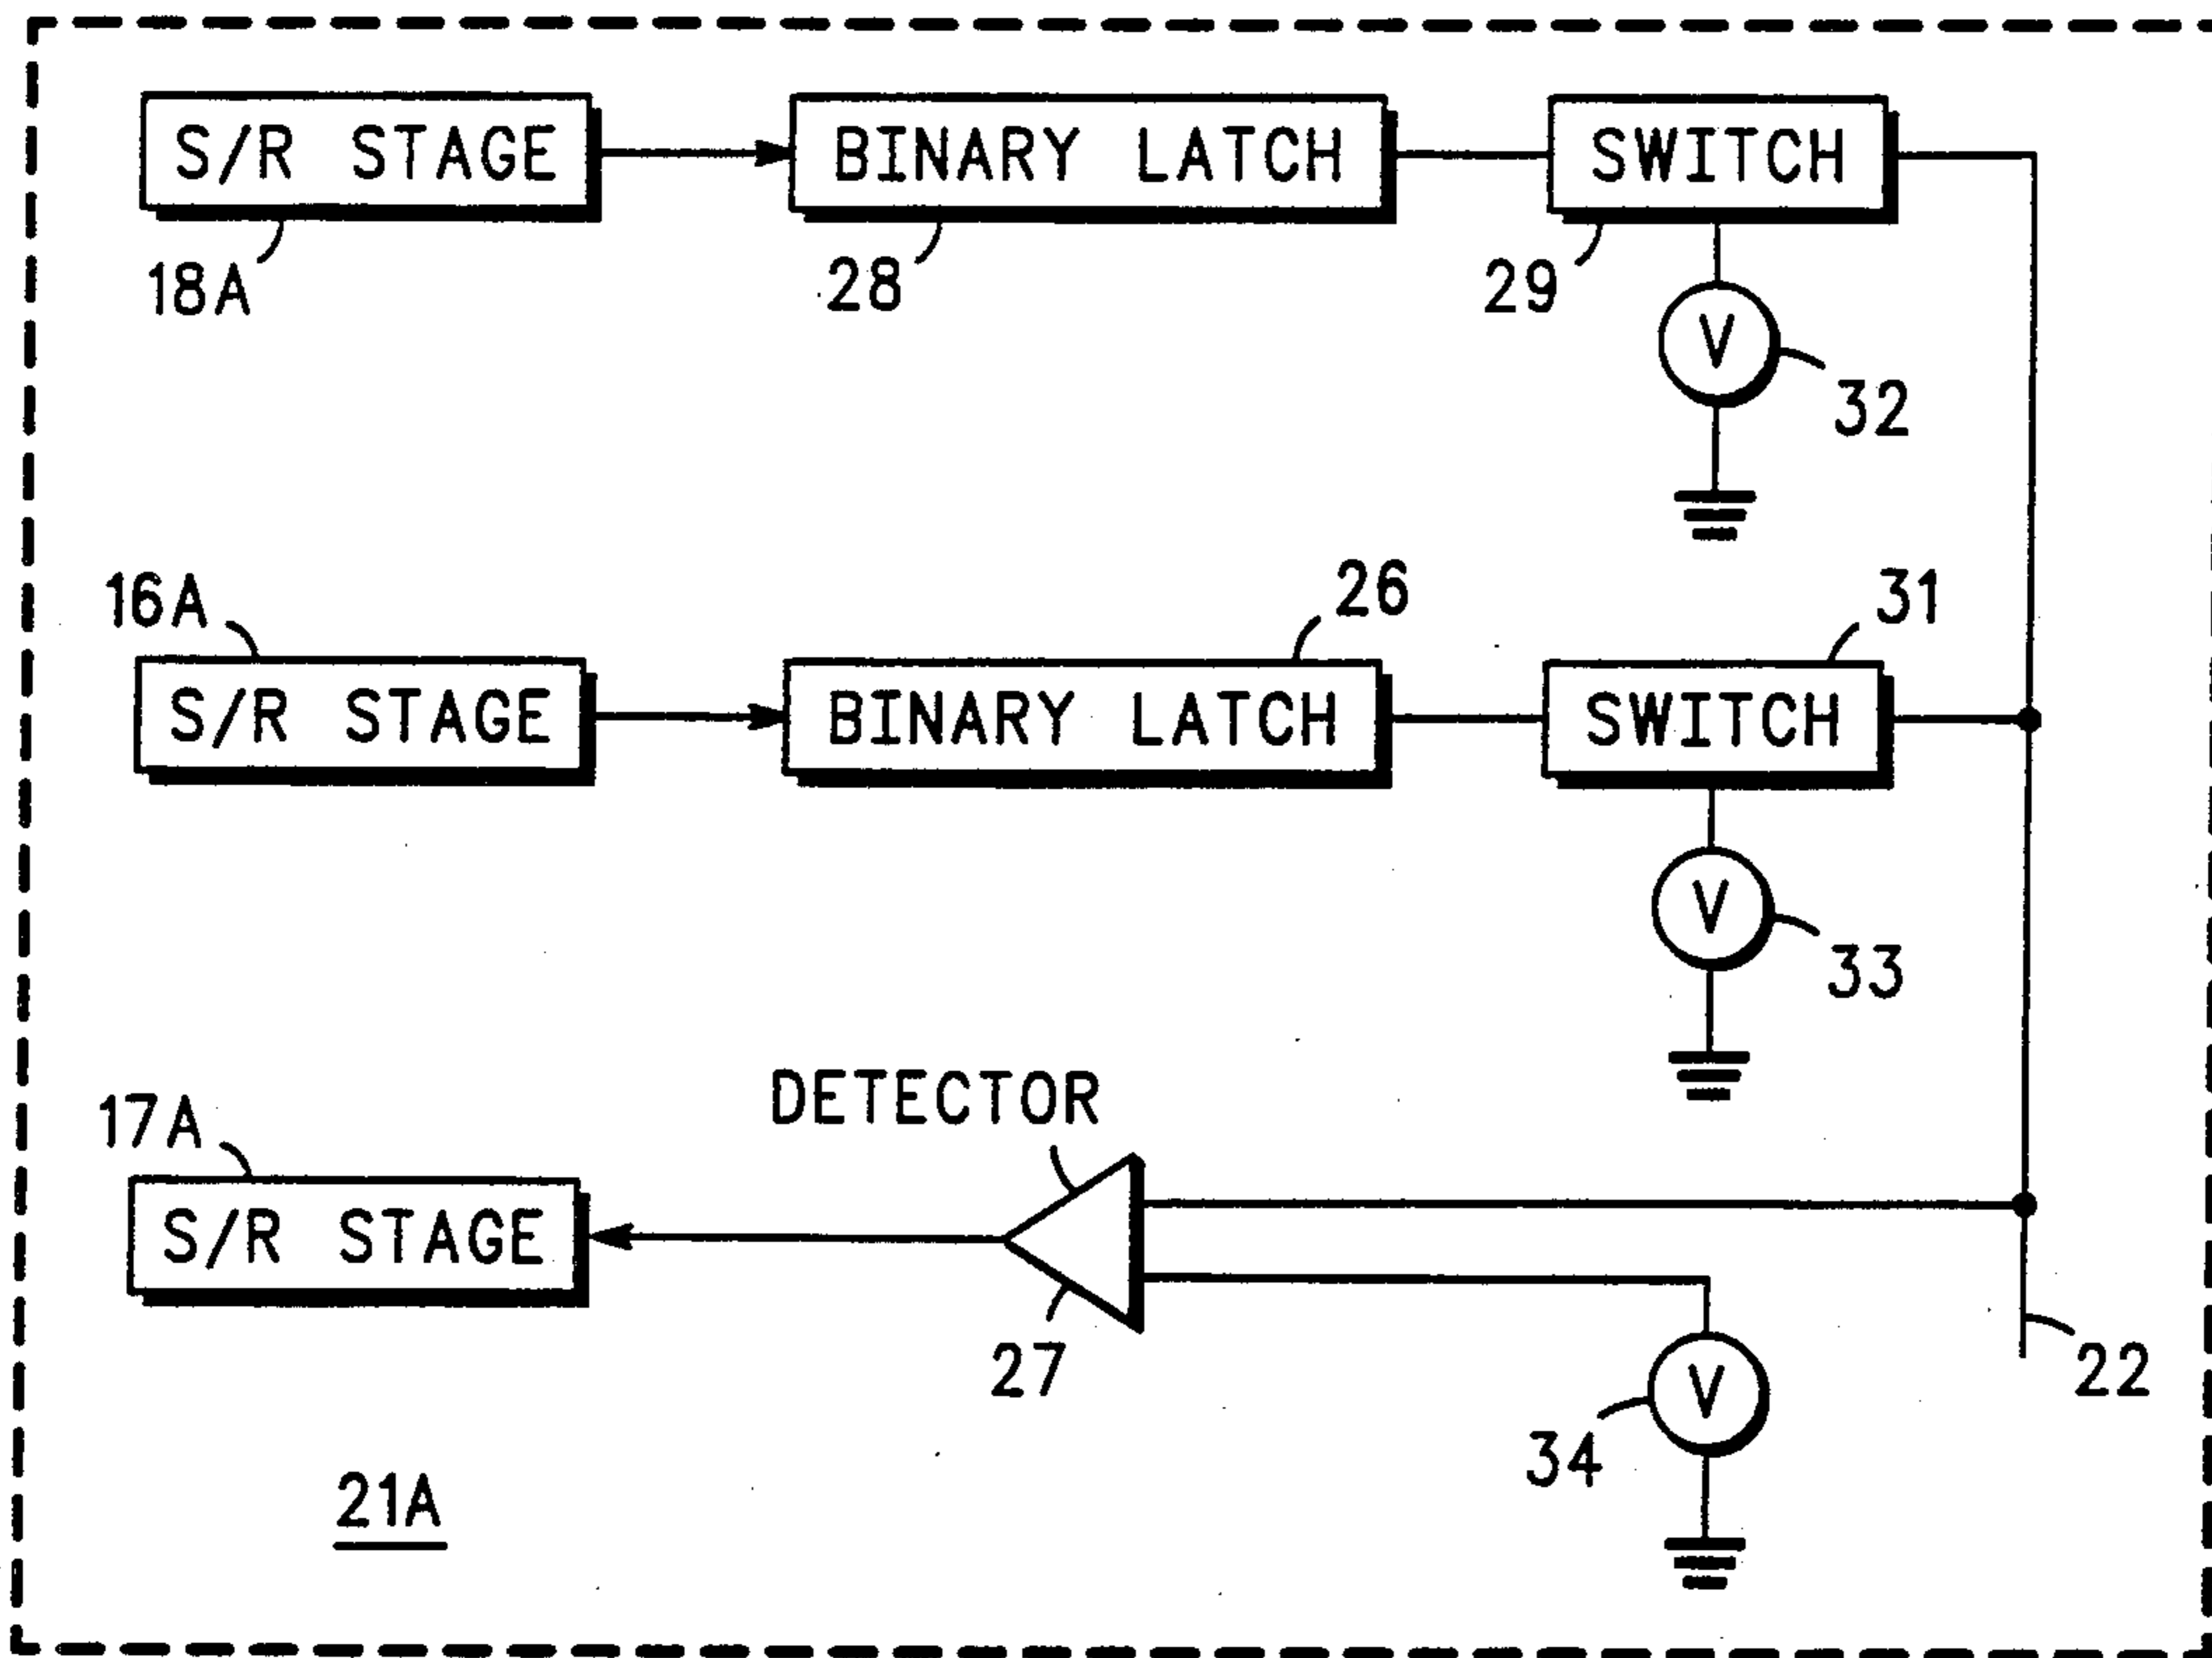 S/R STAGE
BINARY LATCH
SWITCH
18A
28
29
V
32
16A
26
31
S/R STAGE
BINARY LATCH
SWITCH
V
33
DETECTOR
17A
S/R STAGE
27
V
34
22
21A